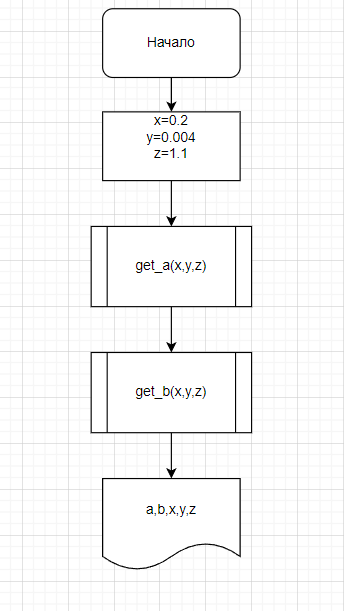 Начало
x=0.2
y=0.004
z=1.1
get_a(x,y,z)
get_b(x,y,z)
a,b,x,y,z